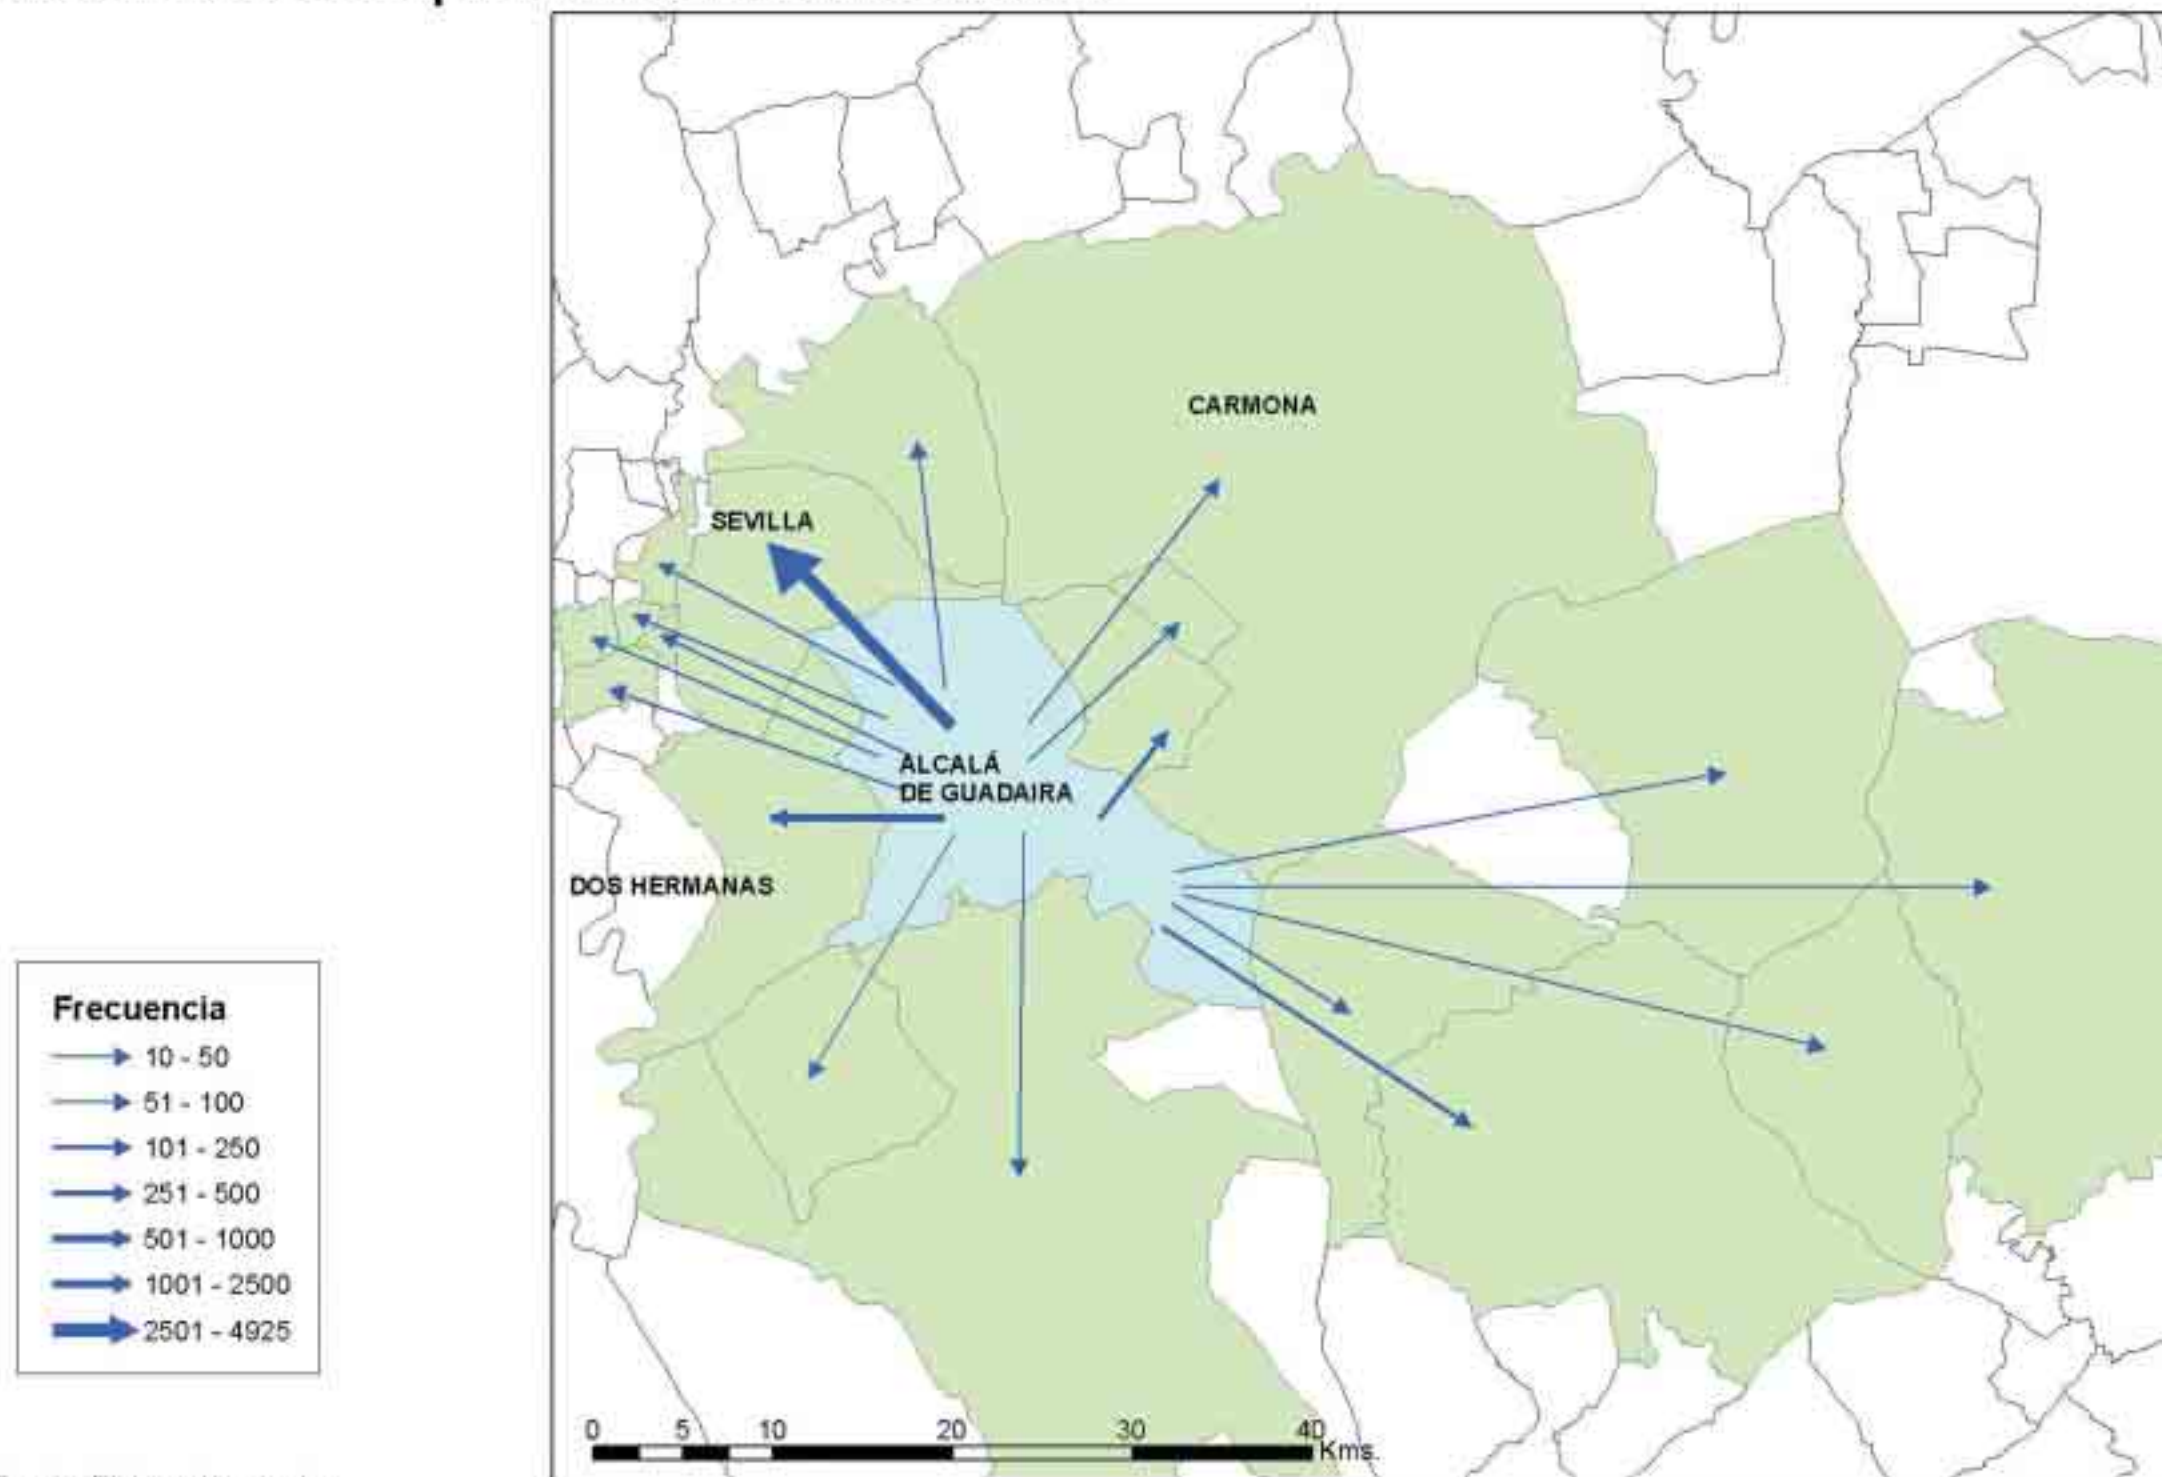 CARMONA
SEVILLA
ALCALÁ
DE GUADAIRA
DOS HERMANAS
Frecuencia
10 - 50
51 - 100
101 - 250
251 - 500
501 - 1000
1001 - 2500
2501 - 4925
0 5 10 20 30 40
Kms.